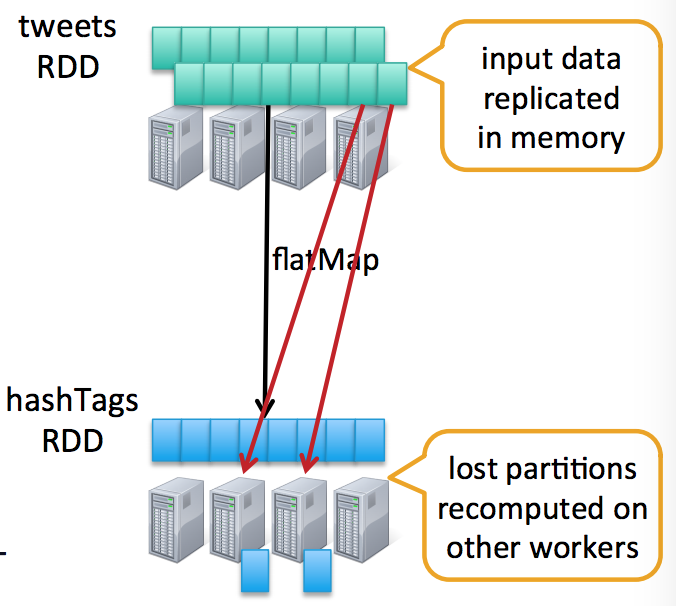 tweets
RDD
input data
replicated
in memory
flatMap
hashTags
RDD
lost partitions
recomputed on
other workers